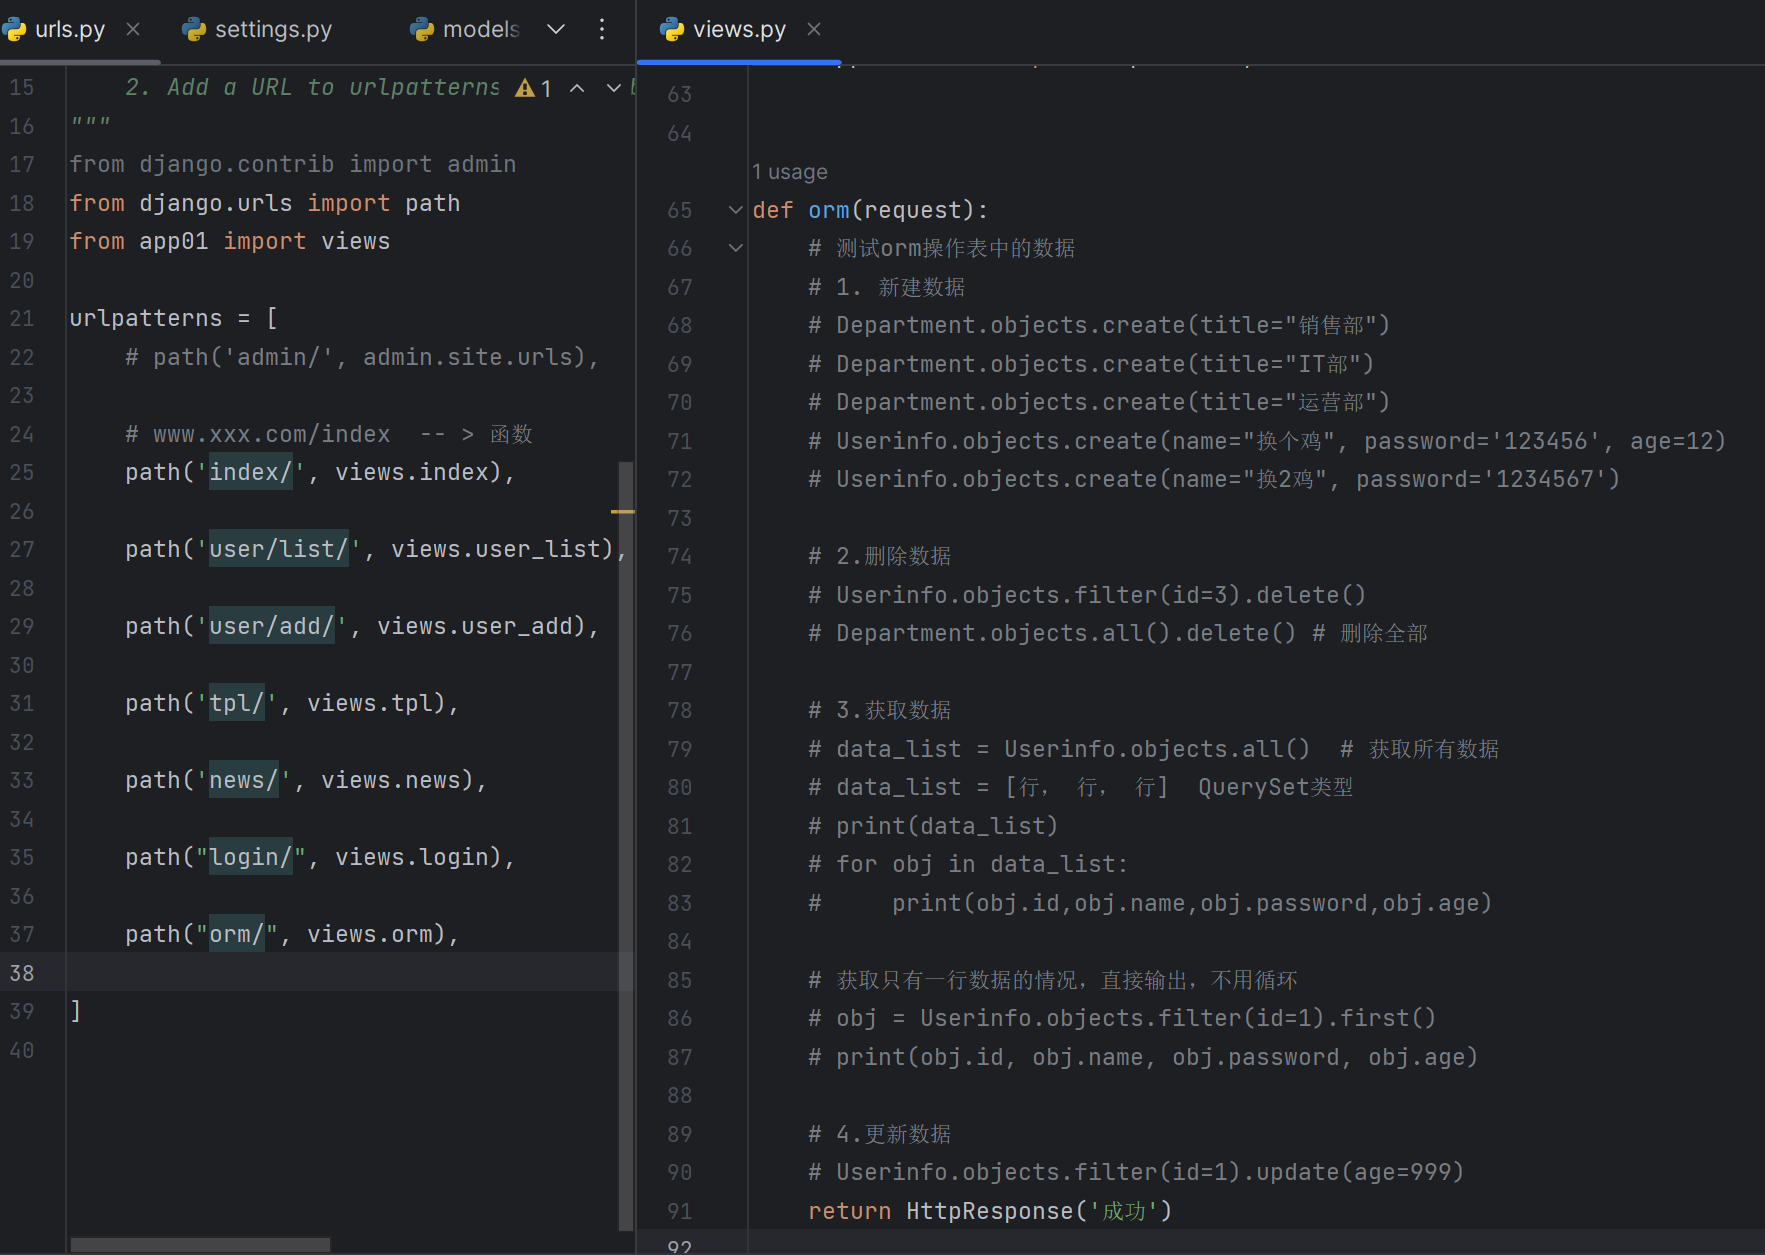 urls.py
settings.py
models
15 2. Add a URL to urlpatterns 1
16 """
17 from django.contrib import admin
18 from django.urls import path
19 from app01 import views
20
21 urlpatterns = [
22 # path('admin/', admin.site.urls),
23
24 # www.xxx.com/index -- > 函数
25 path('index/', views.index),
26
27 path('user/list/', views.user_list),
28
29 path('user/add/', views.user_add),
30
31 path('tpl/', views.tpl),
32
33 path('news/', views.news),
34
35 path("login/", views.login),
36
37 path("orm/", views.orm),
38
39 ]
40
views.py
63
64
1 usage
65 def orm(request):
66 # 测试orm操作表中的数据
67 # 1. 新建数据
68 # Department.objects.create(title="销售部")
69 # Department.objects.create(title="IT部")
70 # Department.objects.create(title="运营部")
71 # Userinfo.objects.create(name="换个鸡", password='123456', age=12)
72 # Userinfo.objects.create(name="换2鸡", password='1234567')
73
74 # 2.删除数据
75 # Userinfo.objects.filter(id=3).delete()
76 # Department.objects.all().delete() # 删除全部
77
78 # 3.获取数据
79 # data_list = Userinfo.objects.all() # 获取所有数据
80 # data_list = [行, 行, 行] QuerySet类型
81 # print(data_list)
82 # for obj in data_list:
83 # print(obj.id,obj.name,obj.password,obj.age)
84
85 # 获取只有一行数据的情况，直接输出，不用循环
86 # obj = Userinfo.objects.filter(id=1).first()
87 # print(obj.id, obj.name, obj.password, obj.age)
88
89 # 4.更新数据
90 # Userinfo.objects.filter(id=1).update(age=999)
91 return HttpResponse('成功')
92